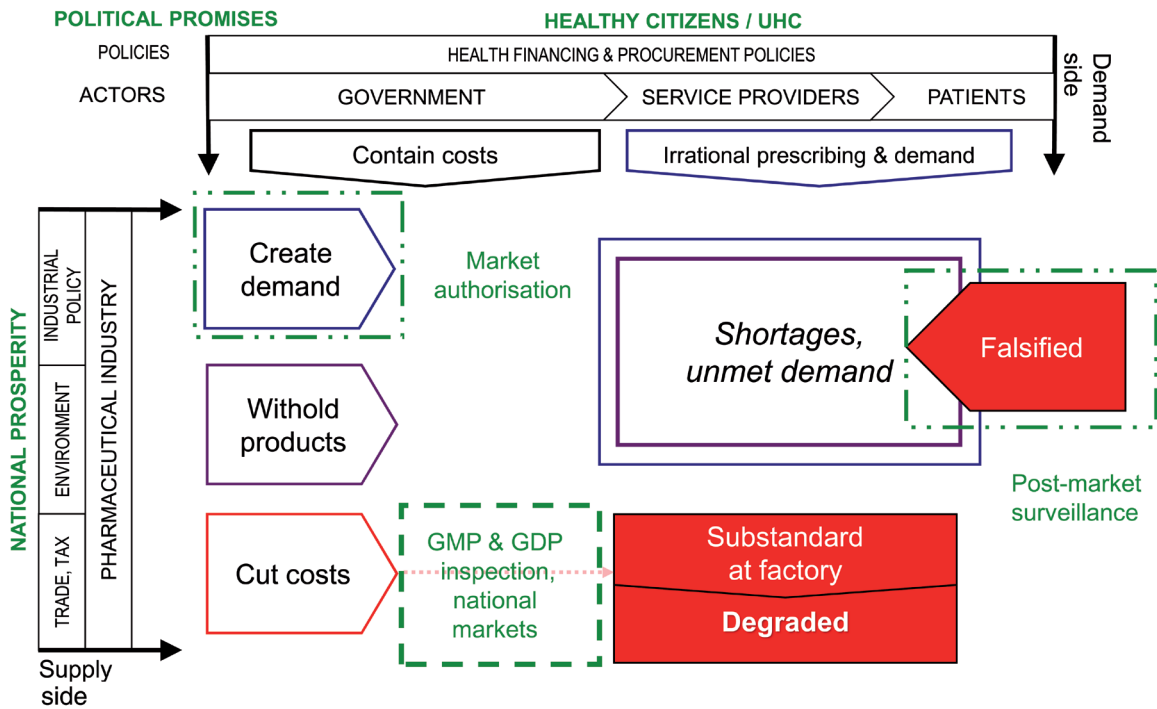 POLITICAL PROMISES
HEALTHY CITIZENS / UHC
POLICIES
HEALTH FINANCING & PROCUREMENT POLICIES
ACTORS
GOVERNMENT
SERVICE PROVIDERS
PATIENTS
Demand
side
Contain costs
Irrational prescribing & demand
NATIONAL PROSPERITY
INDUSTRIAL
POLICY
ENVIRONMENT
TRADE, TAX
PHARMACEUTICAL INDUSTRY
Supply
side
Create
demand
Market
authorisation
Shortages,
unmet demand
Falsified
Withold
products
Post-market
surveillance
Cut costs
GMP & GDP
inspection,
national
markets
Substandard
at factory
Degraded